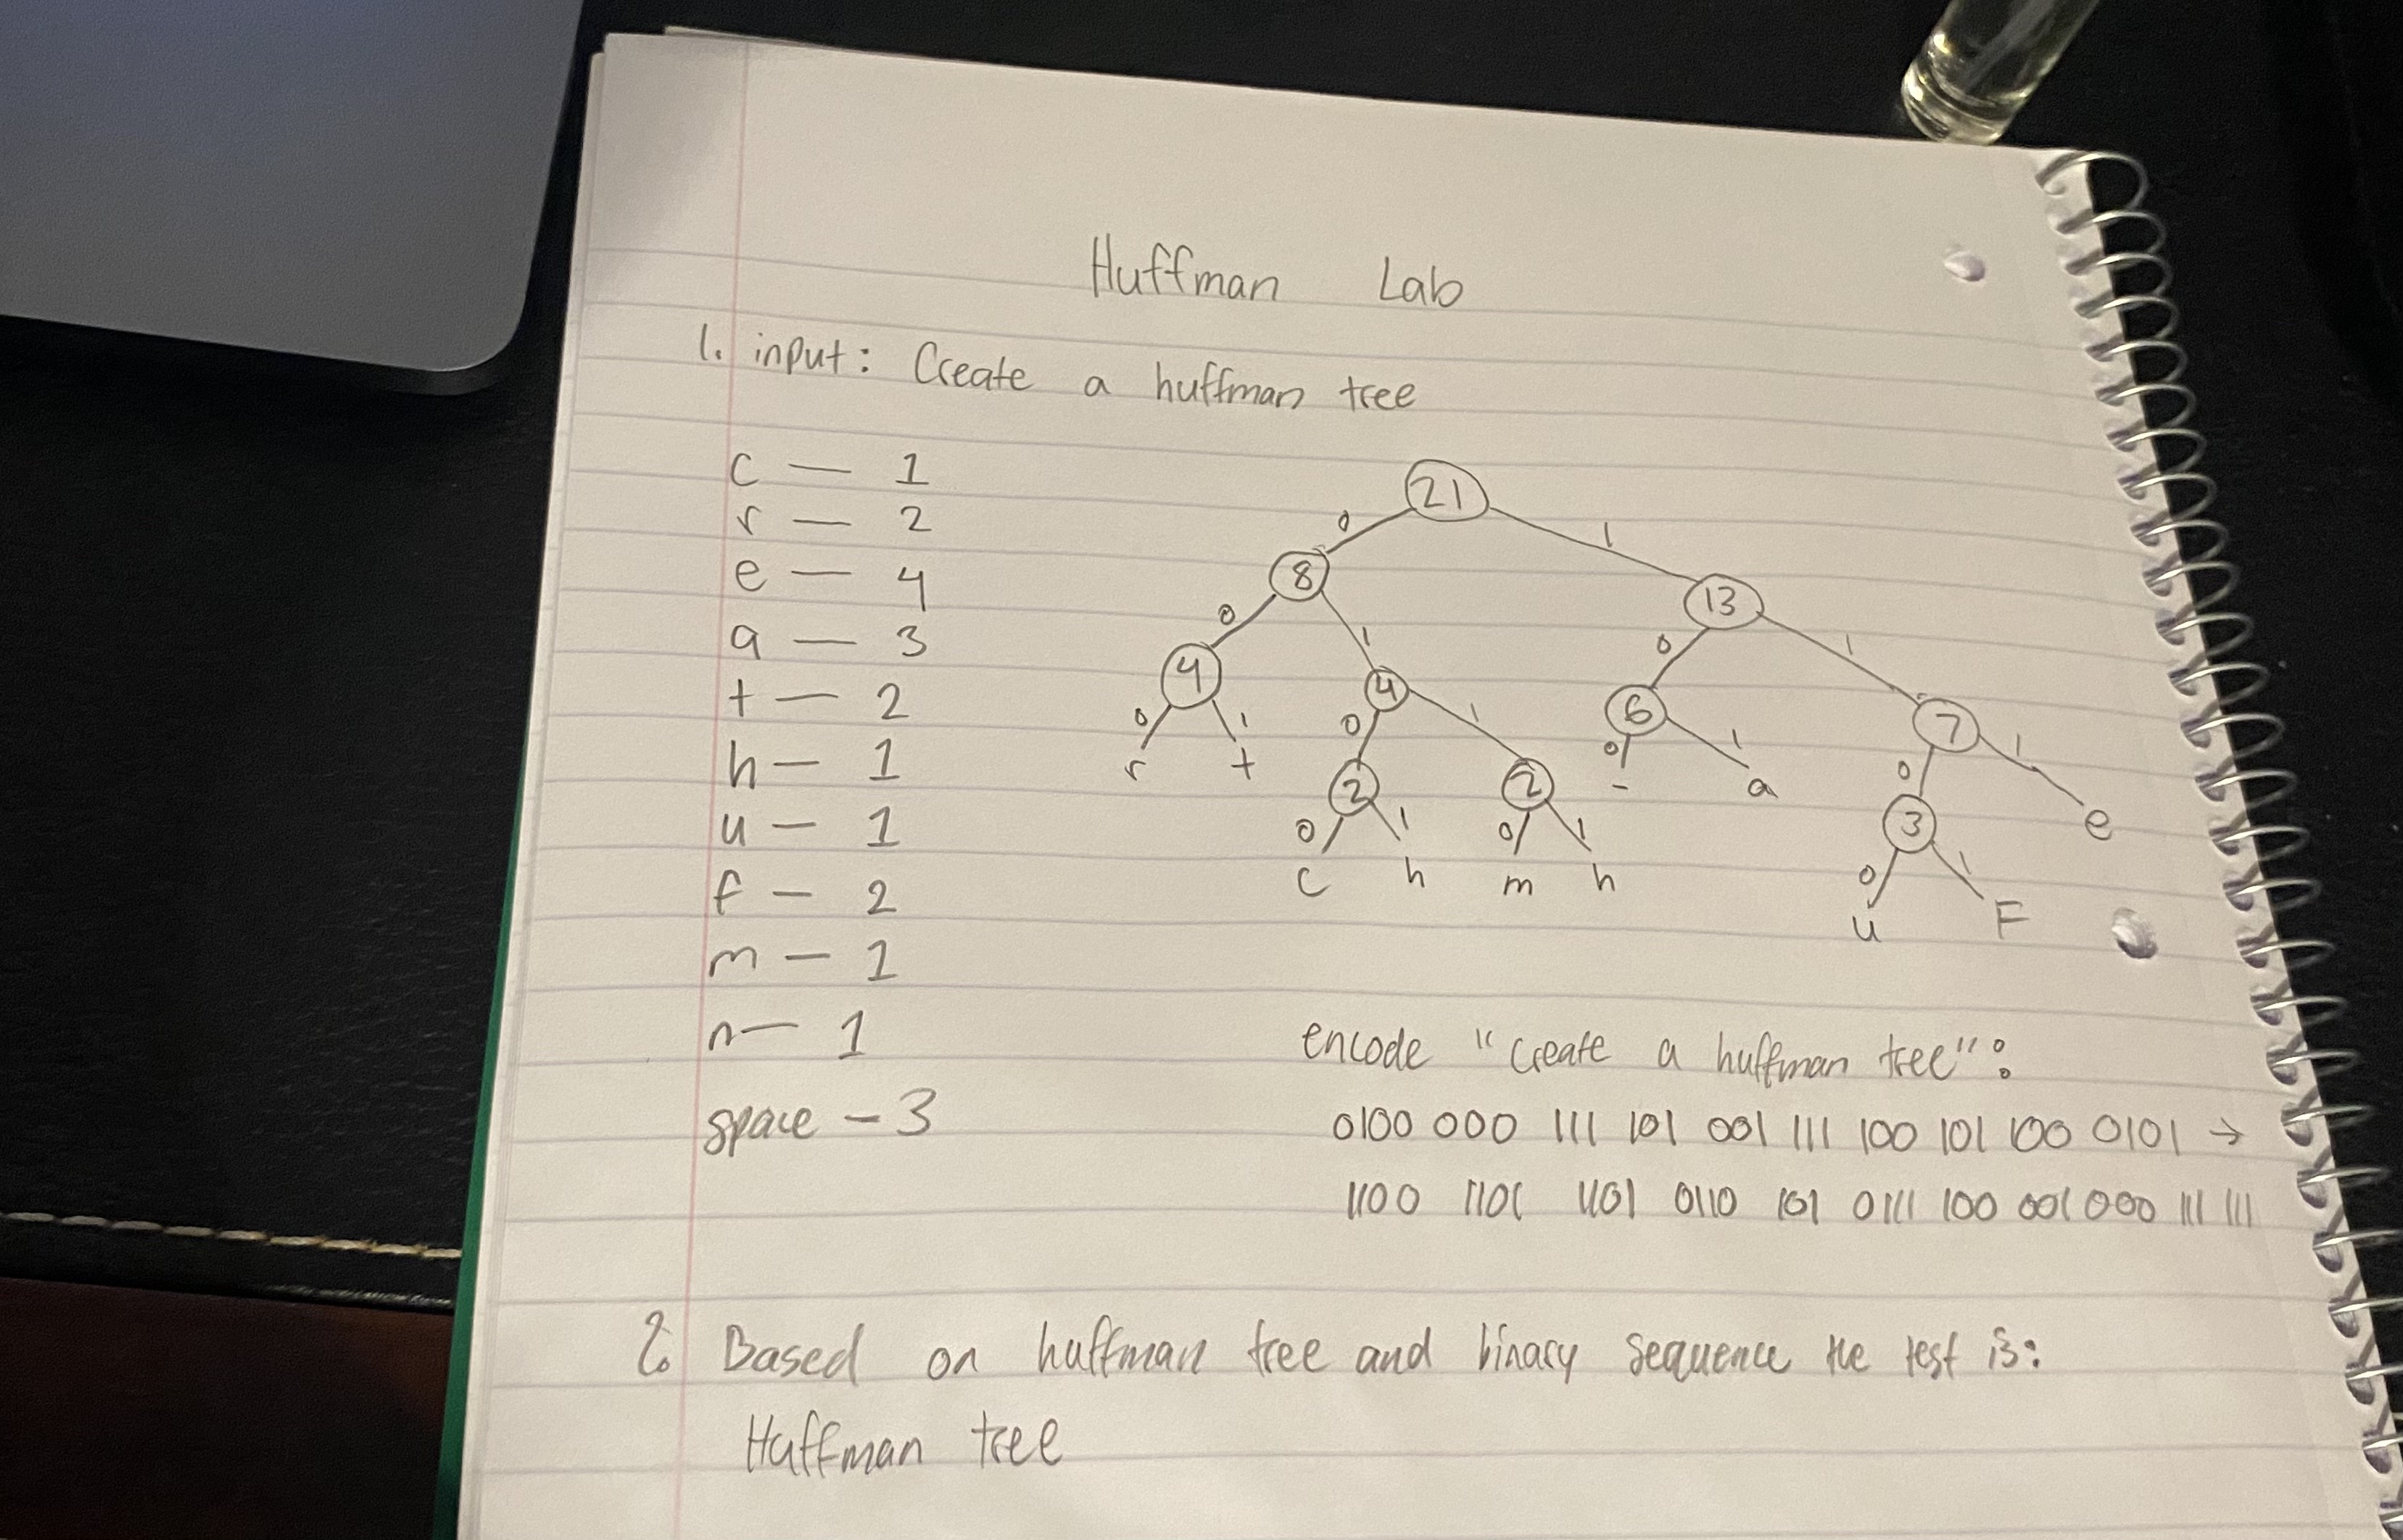 Huffman Lab
1. input: Create a huffman tree
c — 1
r — 2
e — 4
a — 3
t — 2
h — 1
u — 1
f — 2
m — 1
n — 1
space - 3
21
0 1
8 13
0 1 0 1
4 4 6 7
0 1 0 1 0 1 0 1
r t 2 2 - a 3 e
0 1 0 1 0 1
c h m h u F
encode "create a huffman tree":
0100 000 111 101 001 111 100 101 100 0101 →
1100 1101 1101 0110 101 0111 100 001 000 111 111
2. Based on huffman tree and binary sequence the test is:
Huffman tree